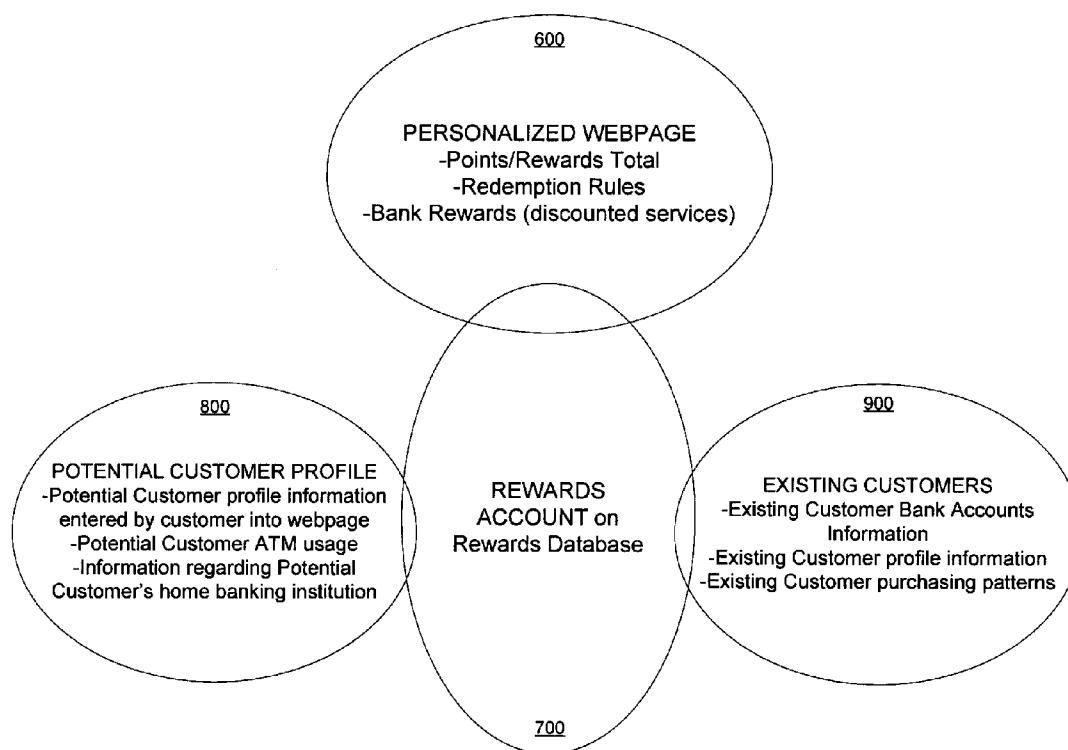 600
PERSONALIZED WEBPAGE
-Points/Rewards Total
-Redemption Rules
-Bank Rewards (discounted services)
800
POTENTIAL CUSTOMER PROFILE
-Potential Customer profile information
entered by customer into webpage
-Potential Customer ATM usage
-Information regarding Potential
Customer's home banking institution
REWARDS
ACCOUNT on
Rewards Database
700
900
EXISTING CUSTOMERS
-Existing Customer Bank Accounts
Information
-Existing Customer profile information
-Existing Customer purchasing patterns